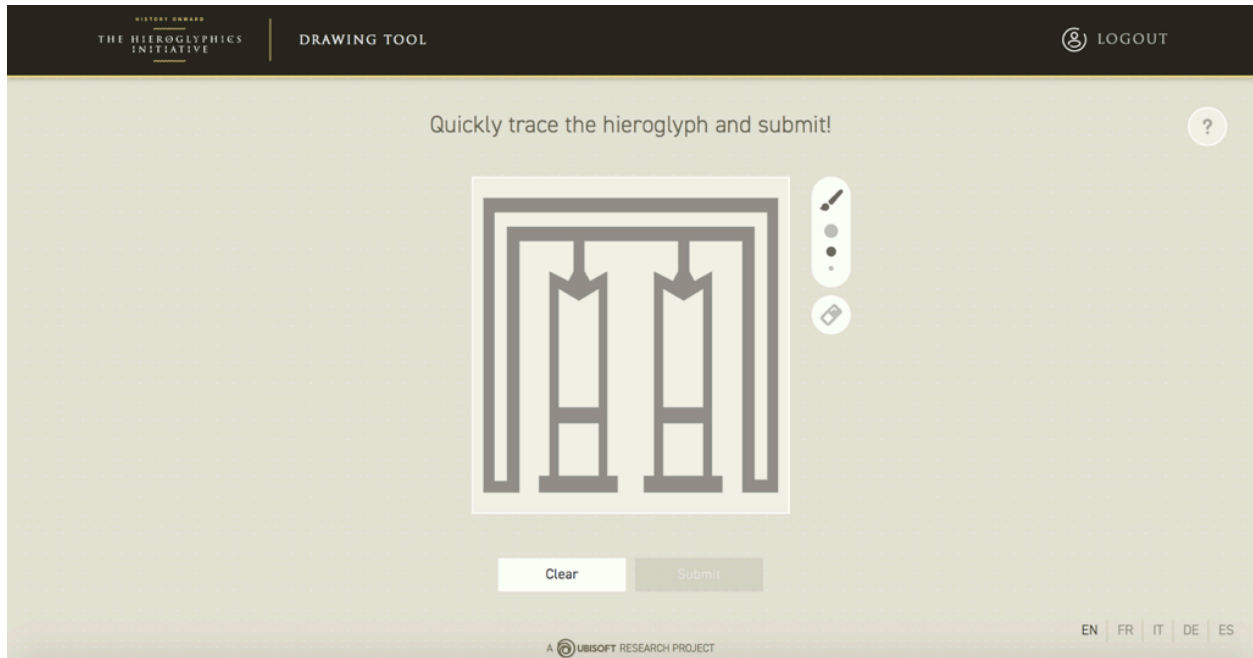 HISTORY ONWARD
THE HIEROGLYPHICS
INITIATIVE
DRAWING TOOL
LOGOUT
Quickly trace the hieroglyph and submit!
?
Clear
Submit
EN FR IT DE ES
A UBISOFT RESEARCH PROJECT